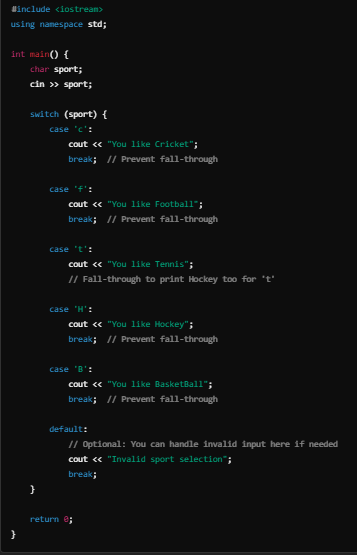 #include <iostream>
using namespace std;

int main() {
    char sport;
    cin >> sport;

    switch (sport) {
        case 'c':
            cout << "You like Cricket";
            break;  // Prevent fall-through

        case 'f':
            cout << "You like Football";
            break;  // Prevent fall-through

        case 't':
            cout << "You like Tennis";
            // Fall-through to print Hockey too for 't'

        case 'H':
            cout << "You like Hockey";
            break;  // Prevent fall-through

        case 'B':
            cout << "You like BasketBall";
            break;  // Prevent fall-through

        default:
            // Optional: You can handle invalid input here if needed
            cout << "Invalid sport selection";
            break;
    }

    return 0;
}